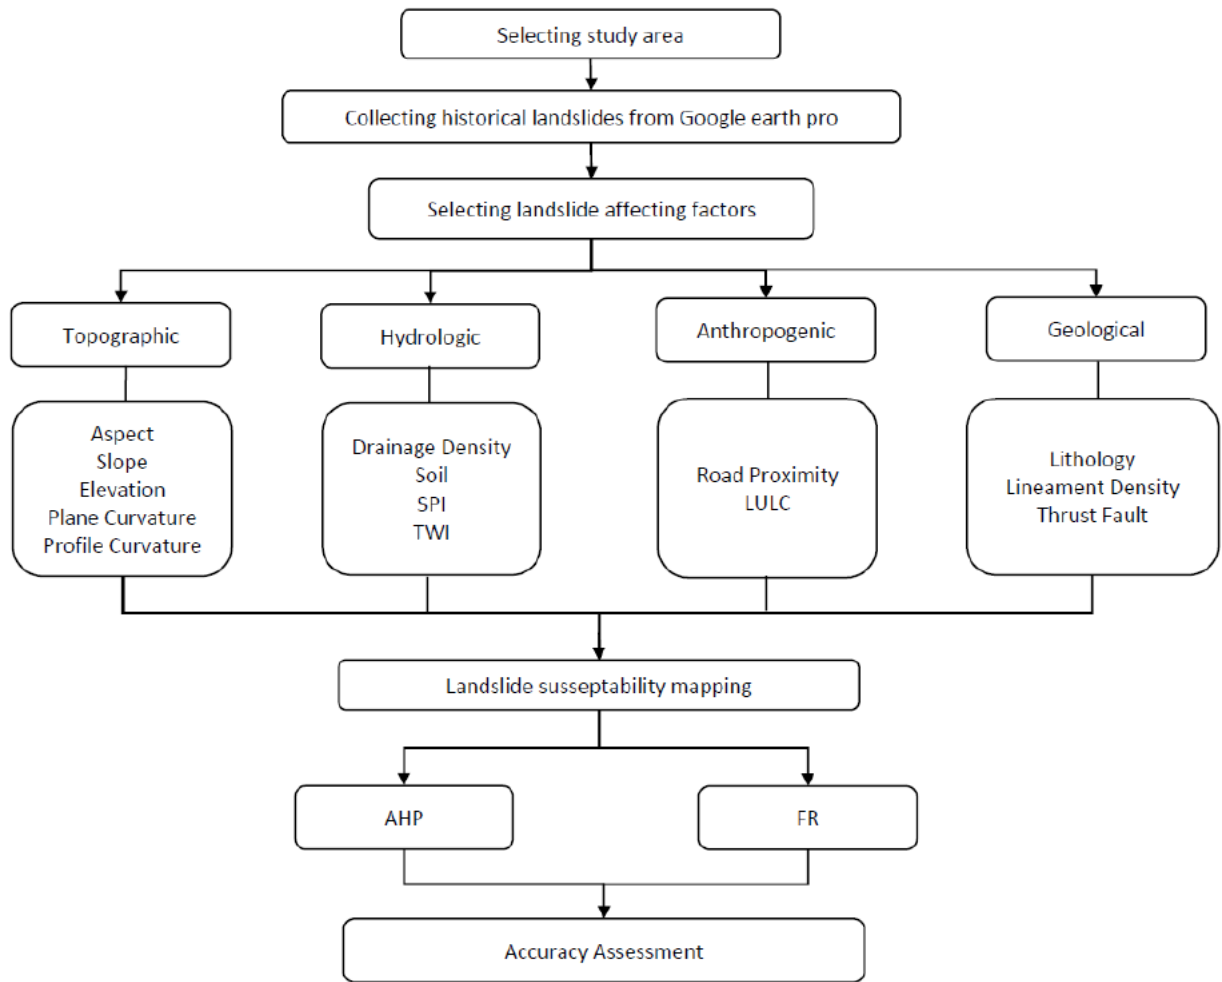 Selecting study area
Collecting historical landslides from Google earth pro
Selecting landslide affecting factors
Topographic
Hydrologic
Anthropogenic
Geological
Aspect
Slope
Elevation
Plane Curvature
Profile Curvature
Drainage Density
Soil
SPI
TWI
Road Proximity
LULC
Lithology
Lineament Density
Thrust Fault
Landslide susseptability mapping
AHP
FR
Accuracy Assessment